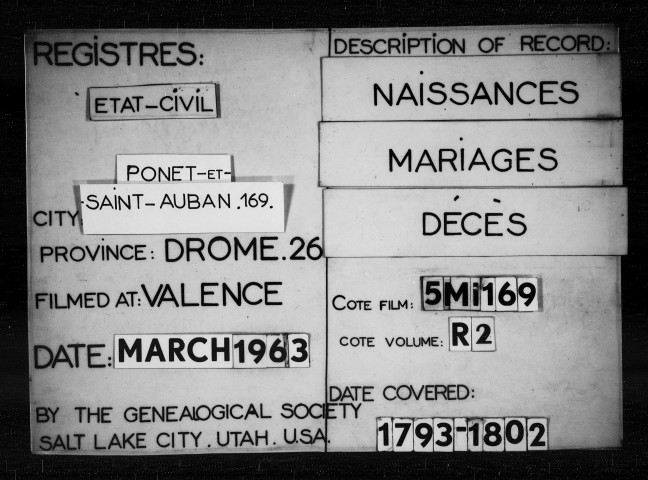 REGISTRES:
ETAT-CIVIL
PONET-ET-
SAINT-AUBAN.169.
CITY
PROVINCE: DROME.26
FILMED AT: VALENCE
DATE: MARCH 1963
BY THE GENEALOGICAL SOCIETY
SALT LAKE CITY. UTAH. U.S.A.
DESCRIPTION OF RECORD:
NAISSANCES
MARIAGES
DÉCÈS
COTE FILM: 5Mi169
COTE VOLUME: R2
DATE COVERED:
1793-1802